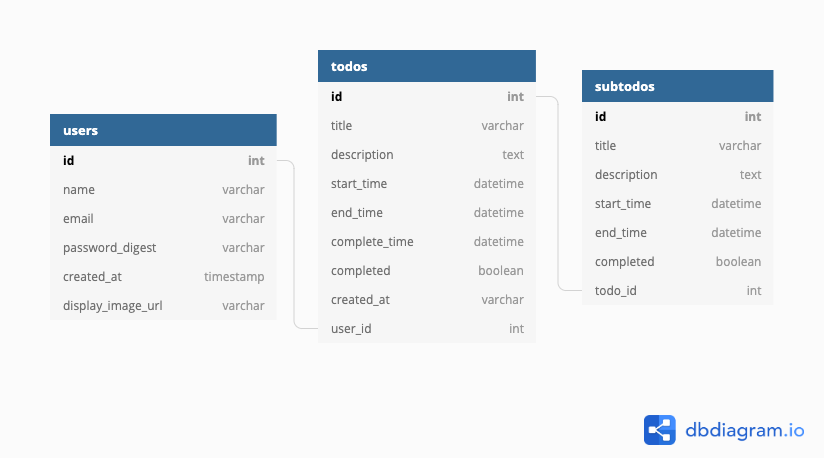 users
id int
name varchar
email varchar
password_digest varchar
created_at timestamp
display_image_url varchar
todos
id int
title varchar
description text
start_time datetime
end_time datetime
complete_time datetime
completed boolean
created_at varchar
user_id int
subtodos
id int
title varchar
description text
start_time datetime
end_time datetime
completed boolean
todo_id int
dbdiagram.io